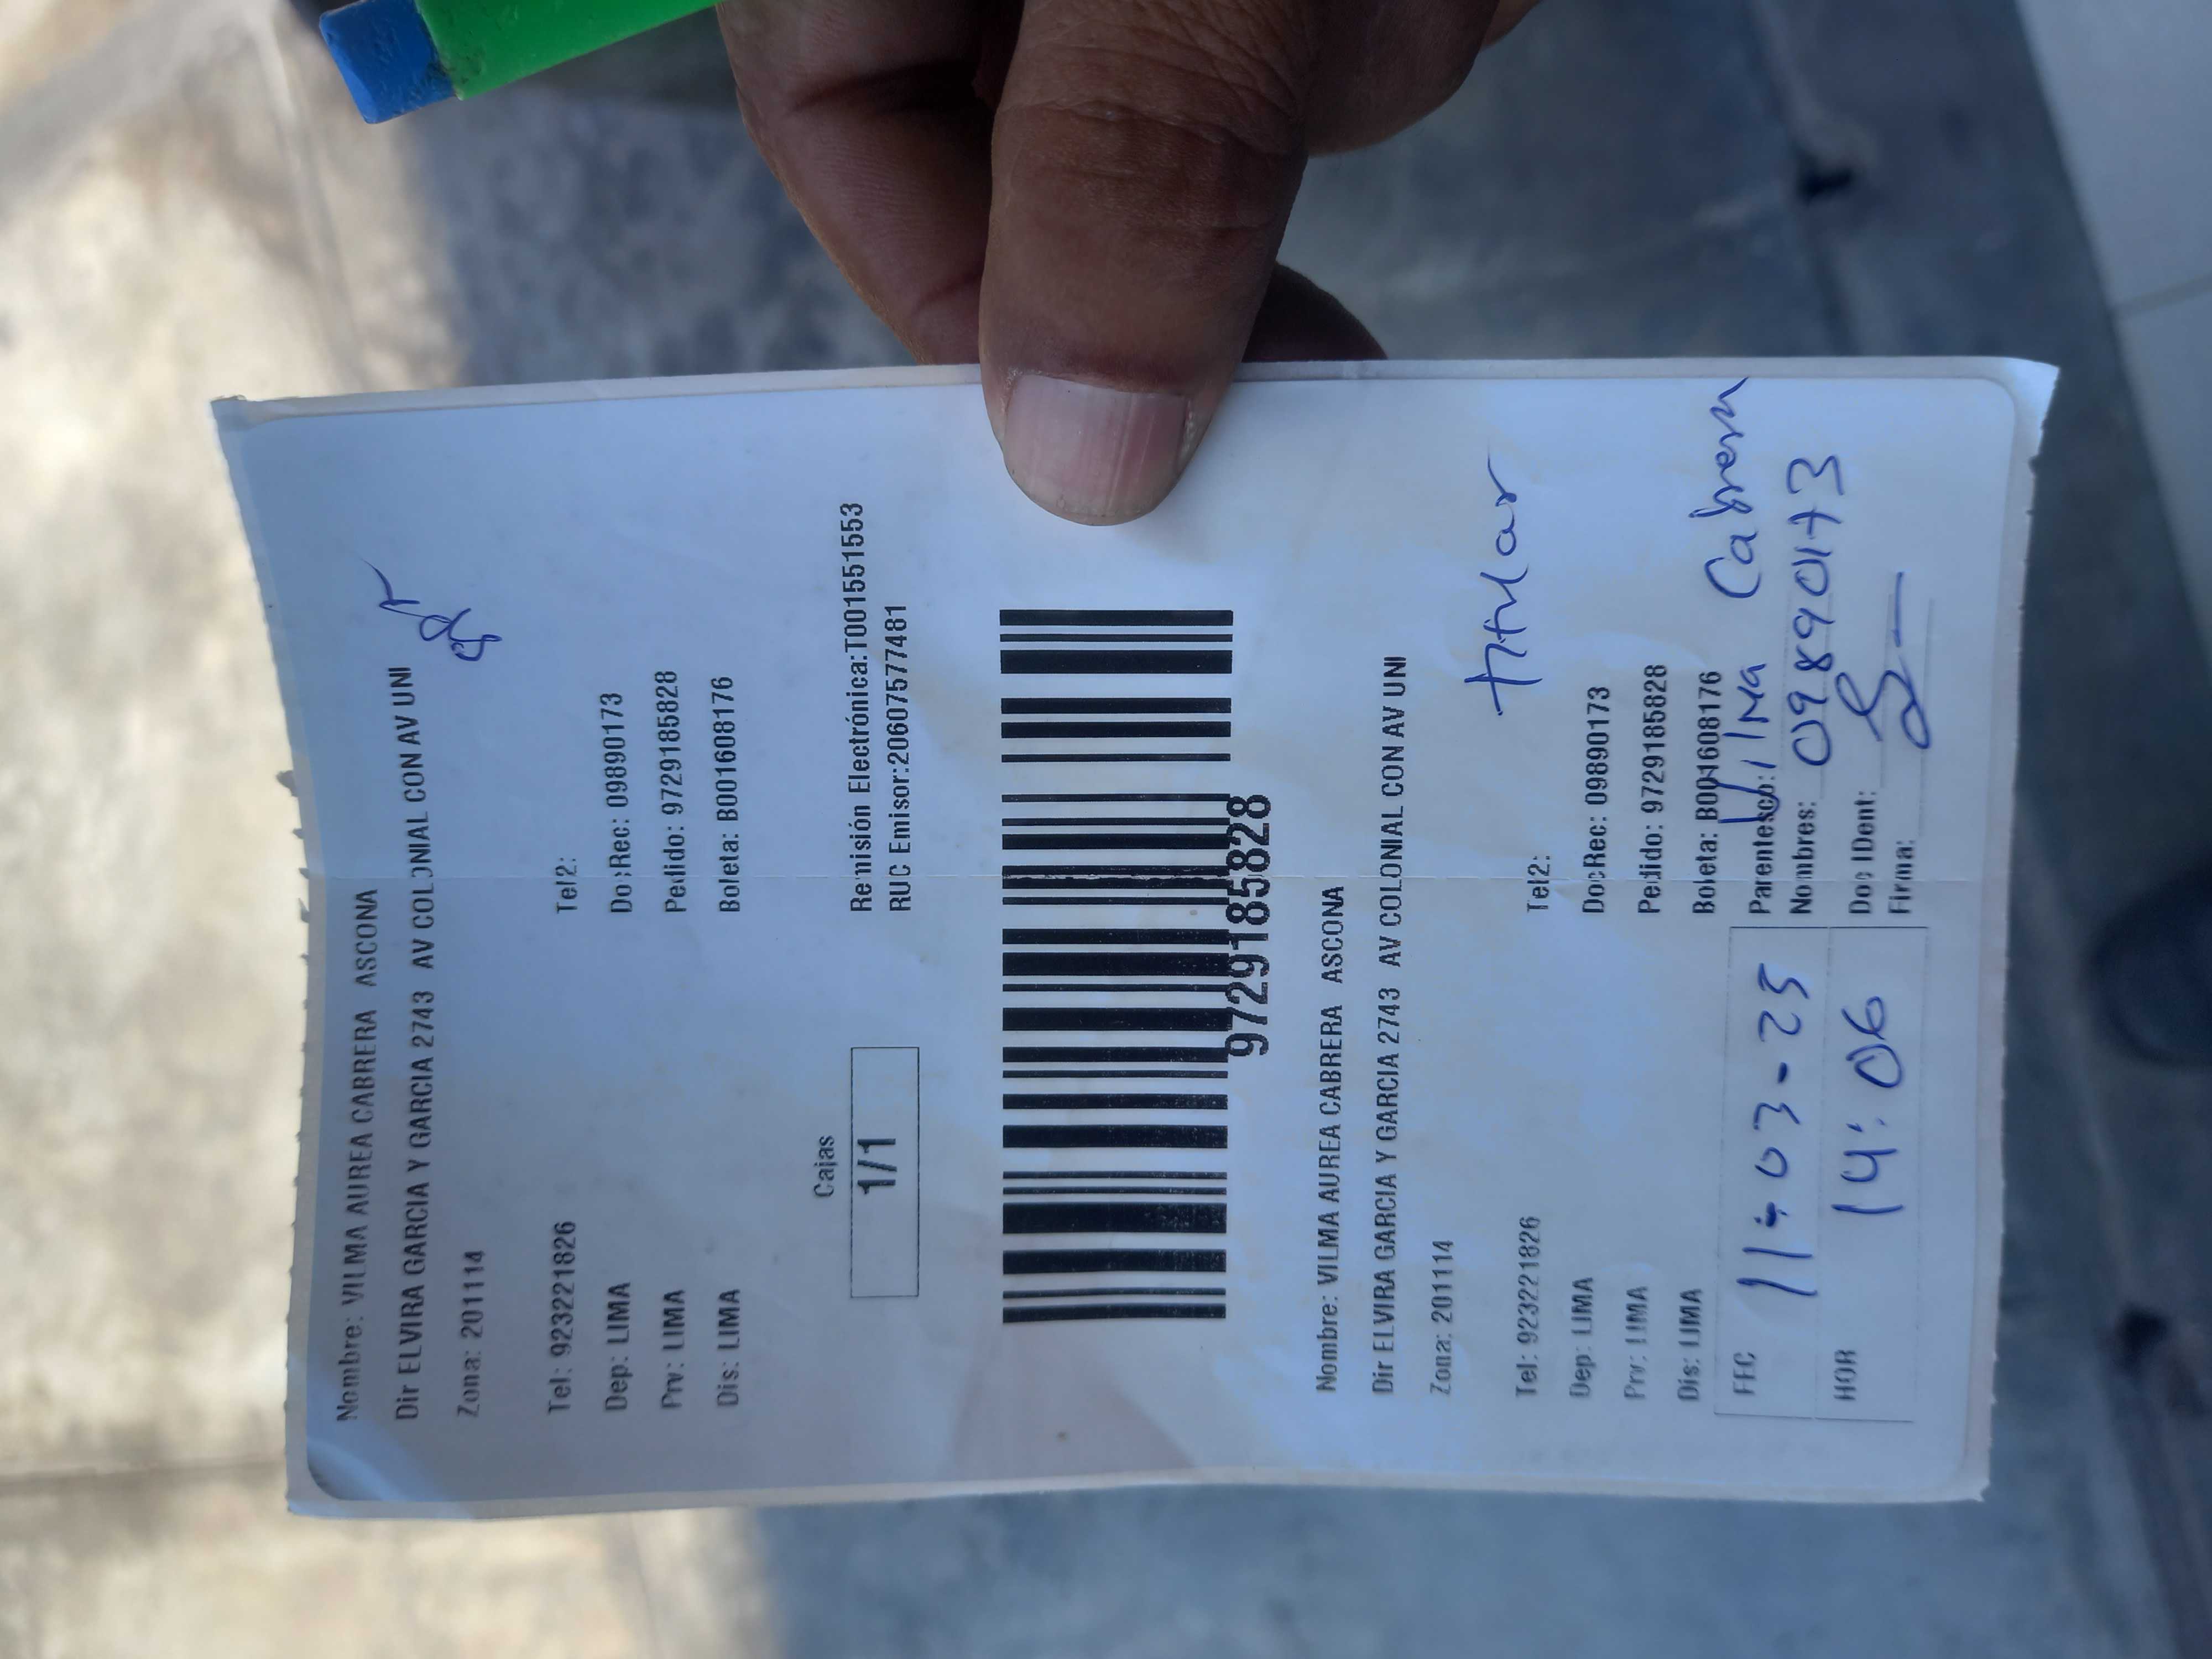 Nombre: VILMA AUREA CABRERA ASCONA
Dir ELVIRA GARCIA Y GARCIA 2743 AV COLONIAL CON AV UNI
Zona: 201114
Tel: 923221826 Tel2:
Dep: LIMA DocRec: 09890173
Prv: LIMA Pedido: 9729185828
Dis: LIMA Boleta: B001608176
Cajas
1/1
Remisión Electrónica:T001551553
RUC Emisor:20607577481
9729185828
Nombre: VILMA AUREA CABRERA ASCONA
Dir ELVIRA GARCIA Y GARCIA 2743 AV COLONIAL CON AV UNI
Zona: 201114
titular
Tel: 923221826 Tel2:
Dep: LIMA DocRec: 09890173
Prv: LIMA Pedido: 9729185828
Dis: LIMA Boleta: B001608176
FEC 11-03-25 Parentesco: Vilma Cabrera
Nombres: 09890173
HOR 14:06 Doc IDent:
Firma: